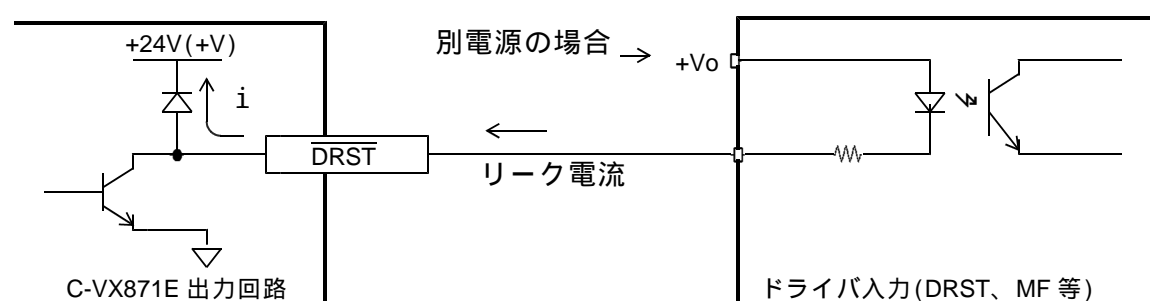 +24V(+V)
別電源の場合
+Vo
i
DRST
リーク電流
C-VX871E 出力回路
ドライバ入力(DRST、MF 等)